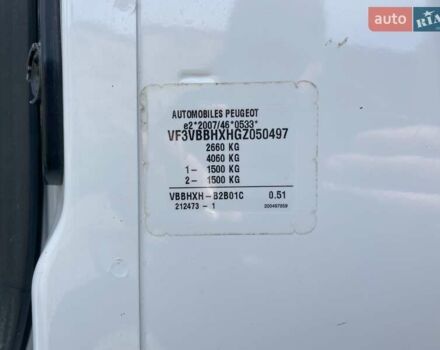 auto RIA
AUTOMOBILES PEUGEOT
e2*2007/46*0533*
VF3VBBHXHGZ050497
2660 KG
4060 KG
1- 1500 KG
2- 1500 KG
VBBHXH-B2B01C 0.51
212473-1